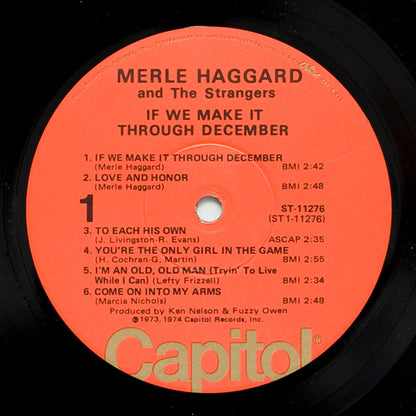 MERLE HAGGARD
and The Strangers
IF WE MAKE IT
THROUGH DECEMBER
1. IF WE MAKE IT THROUGH DECEMBER
(Merle Haggard) BMI 2:42
2. LOVE AND HONOR
(Merle Haggard) BMI 2:48
1
ST-11276
(ST1-11276)
3. TO EACH HIS OWN
(J. Livingston-R. Evans) ASCAP 2:35
4. YOU'RE THE ONLY GIRL IN THE GAME
(H. Cochran-G. Martin) BMI 2:55
5. I'M AN OLD, OLD MAN (Tryin' To Live
While I Can) (Lefty Frizzell) BMI 2:34
6. COME ON INTO MY ARMS
(Marcia Nichols) BMI 2:48
Produced by Ken Nelson & Fuzzy Owen
℗1973, 1974 Capitol Records, Inc.
Capitol®